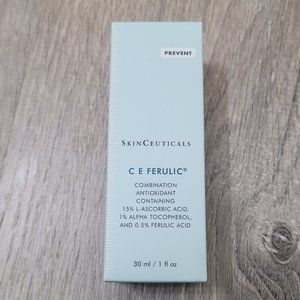 PREVENT
SKINCEUTICALS
C E FERULIC®
COMBINATION
ANTIOXIDANT
CONTAINING
15% L-ASCORBIC ACID,
1% ALPHA TOCOPHEROL,
AND 0.5% FERULIC ACID
30 ml / 1 fl oz